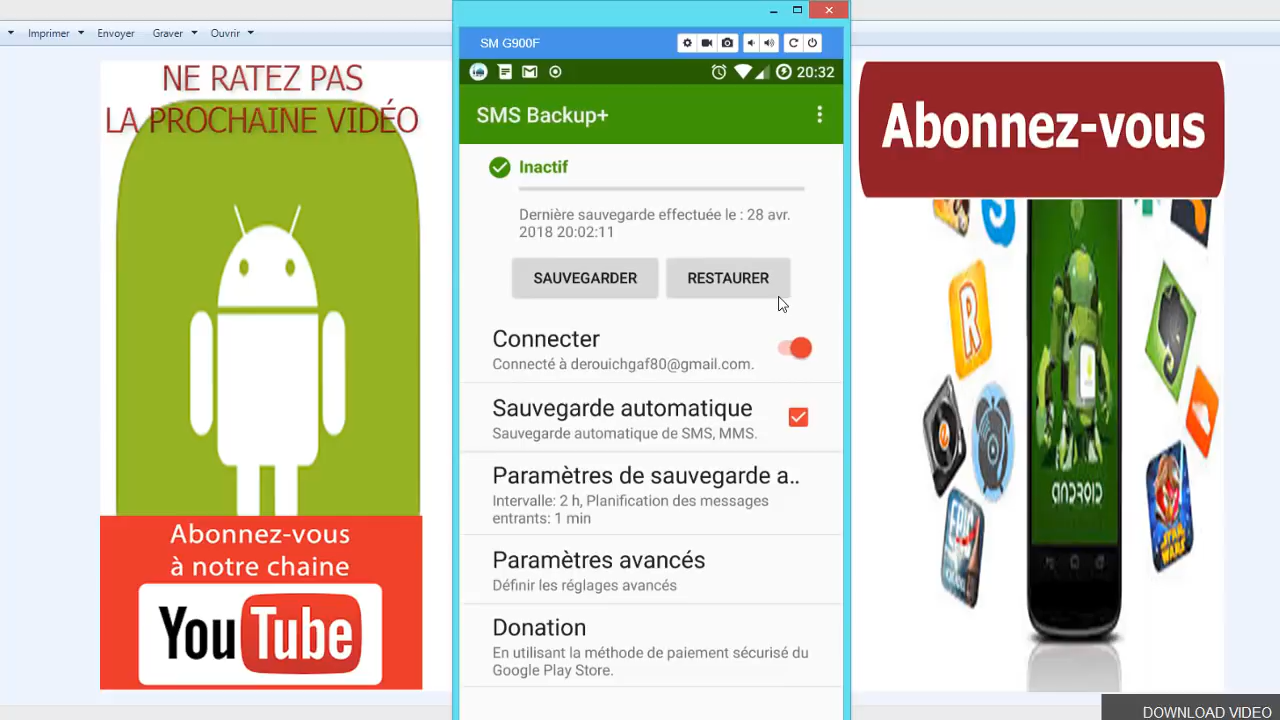 Imprimer
Envoyer
Graver
Ouvrir
NE RATEZ PAS
LA PROCHAINE VIDÉO
Abonnez-vous
à notre chaine
YouTube
SM G900F
20:32
SMS Backup+
Inactif
Dernière sauvegarde effectuée le : 28 avr.
2018 20:02:11
SAUVEGARDER
RESTAURER
Connecter
Connecté à derouichgaf80@gmail.com.
Sauvegarde automatique
Sauvegarde automatique de SMS, MMS.
Paramètres de sauvegarde a..
Intervalle: 2 h, Planification des messages
entrants: 1 min
Paramètres avancés
Définir les réglages avancés
Donation
En utilisant la méthode de paiement sécurisé du
Google Play Store.
Abonnez-vous
ANDROID
EPIC
STAR
WARS
DOWNLOAD VIDEO